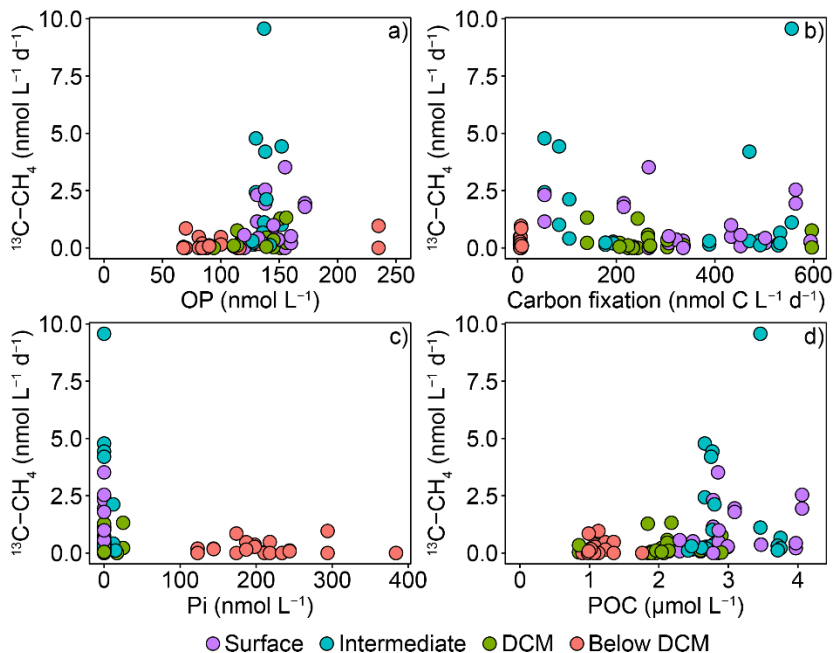 a)
10.0
7.5
5.0
2.5
0.0
¹³C−CH₄ (nmol L⁻¹ d⁻¹)
0 50 100 150 200 250
OP (nmol L⁻¹)
b)
10.0
7.5
5.0
2.5
0.0
¹³C−CH₄ (nmol L⁻¹ d⁻¹)
0 200 400 600
Carbon fixation (nmol C L⁻¹ d⁻¹)
c)
10.0
7.5
5.0
2.5
0.0
¹³C−CH₄ (nmol L⁻¹ d⁻¹)
0 100 200 300 400
Pi (nmol L⁻¹)
d)
10.0
7.5
5.0
2.5
0.0
¹³C−CH₄ (nmol L⁻¹ d⁻¹)
0 1 2 3 4
POC (μmol L⁻¹)
Surface Intermediate DCM Below DCM